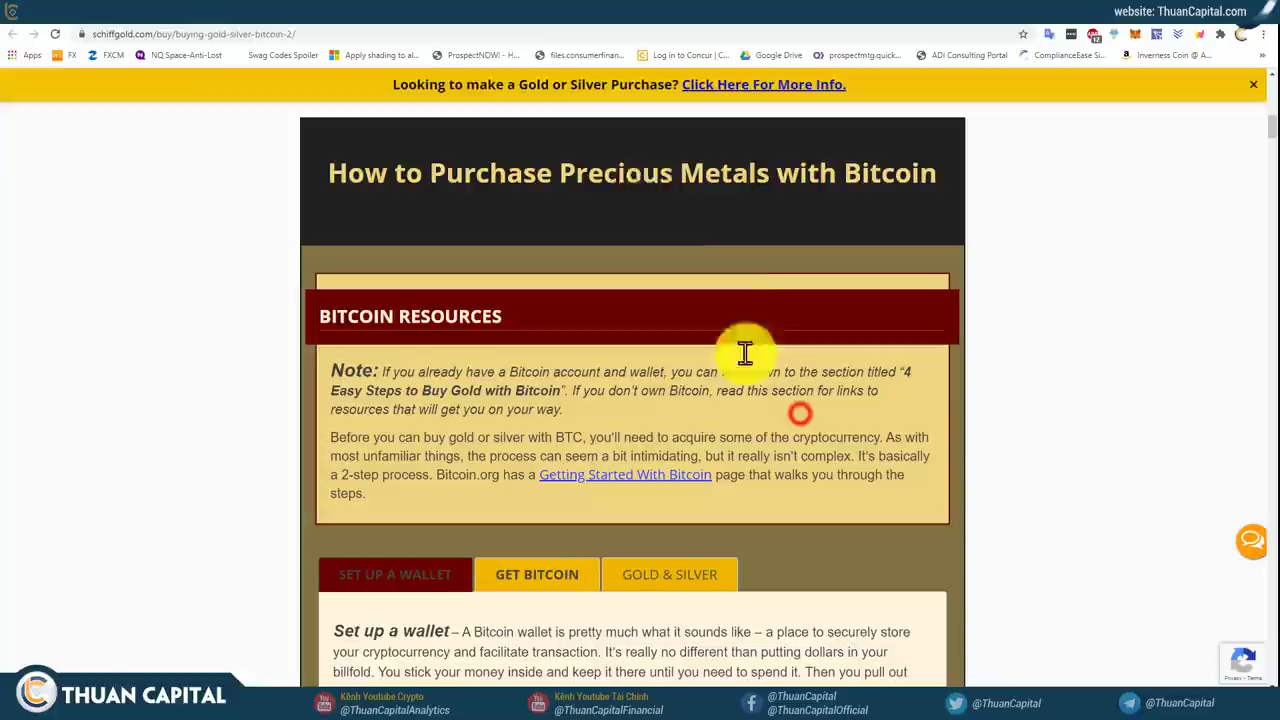 website: ThuanCapital.com
schiffgold.com/buy/buying-gold-silver-bitcoin-2/
12
Apps FX FXCM NQ Space-Anti-Lost Swag Codes Spoiler Apply shading to al... ProspectNOW! - H... files.consumerfinan... Log in to Concur | C... Google Drive prospectmtg.quick... ADI Consulting Portal ComplianceEase Si... Inverness Coin @ A...
Looking to make a Gold or Silver Purchase? Click Here For More Info. ×
How to Purchase Precious Metals with Bitcoin
BITCOIN RESOURCES
Note: If you already have a Bitcoin account and wallet, you can to the section titled “4
Easy Steps to Buy Gold with Bitcoin”. If you don’t own Bitcoin, read this section for links to
resources that will get you on your way.
Before you can buy gold or silver with BTC, you'll need to acquire some of the cryptocurrency. As with
most unfamiliar things, the process can seem a bit intimidating, but it really isn't complex. It’s basically
a 2-step process. Bitcoin.org has a Getting Started With Bitcoin page that walks you through the
steps.
SET UP A WALLET GET BITCOIN GOLD & SILVER
Set up a wallet – A Bitcoin wallet is pretty much what it sounds like – a place to securely store
your cryptocurrency and facilitate transaction. It’s really no different than putting dollars in your
billfold. You stick your money inside and keep it there until you need to spend it. Then you pull out
Privacy - Terms
THUAN CAPITAL
Kênh Youtube Crypto
@ThuanCapitalAnalytics
Kênh Youtube Tài Chính
@ThuanCapitalFinancial
@ThuanCapital
@ThuanCapitalOfficial
@ThuanCapital
@ThuanCapital